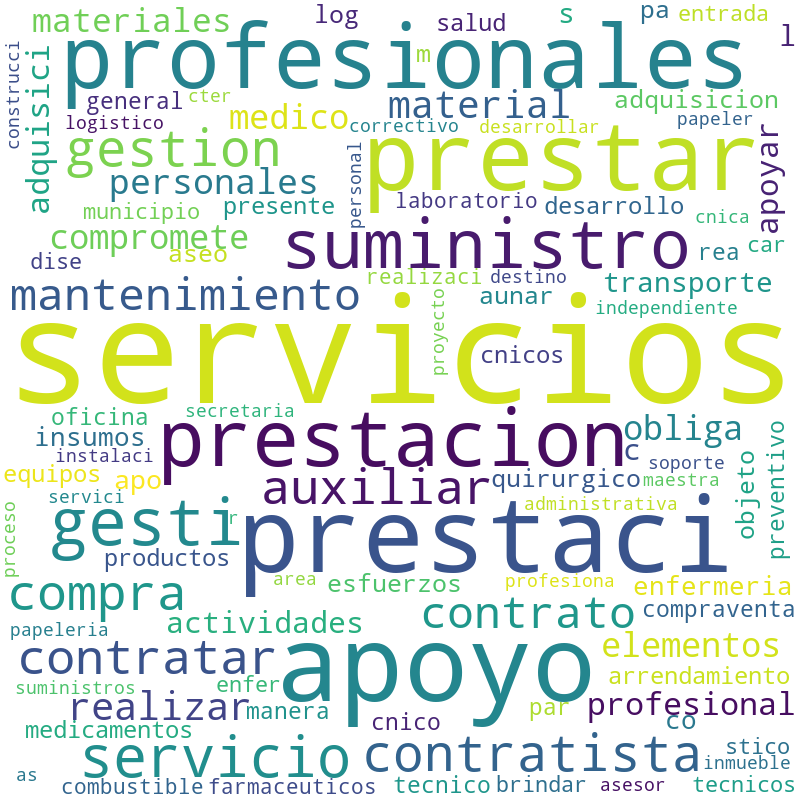 materiales log salud s pa entrada l
profesionales
construcci general cter m material adquisicion
logistico medico correctivo desarrollar papeler
adquisici gestion prestar apoyar
personales personal laboratorio desarrollo
municipio presente cnica
compromete aseo suministro rea car
dise realizaci destino transporte
mantenimiento proyecto aunar independiente
servicios cnicos
oficina secretaria prestacion obliga
insumos c
instalaci soporte
equipos apo auxiliar quirurgico maestra objeto preventivo
servici administrativa
proceso gesti r prestaci
productos
area esfuerzos profesiona enfermeria
compra contrato compraventa
papeleria actividades
contratar apoyo elementos
suministros enfer arrendamiento
realizar manera par profesional
medicamentos cnico co
servicio contratista stico
inmueble
as combustible farmaceuticos tecnico brindar asesor tecnicos